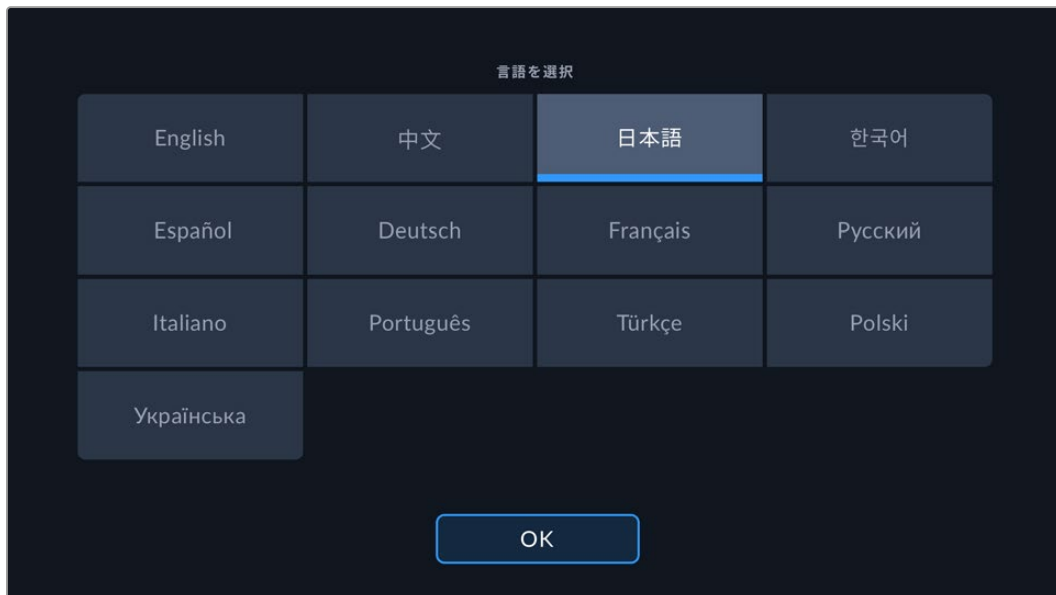 言語を選択
English 中文 日本語 한국어
Español Deutsch Français Русский
Italiano Português Türkçe Polski
Українська
OK